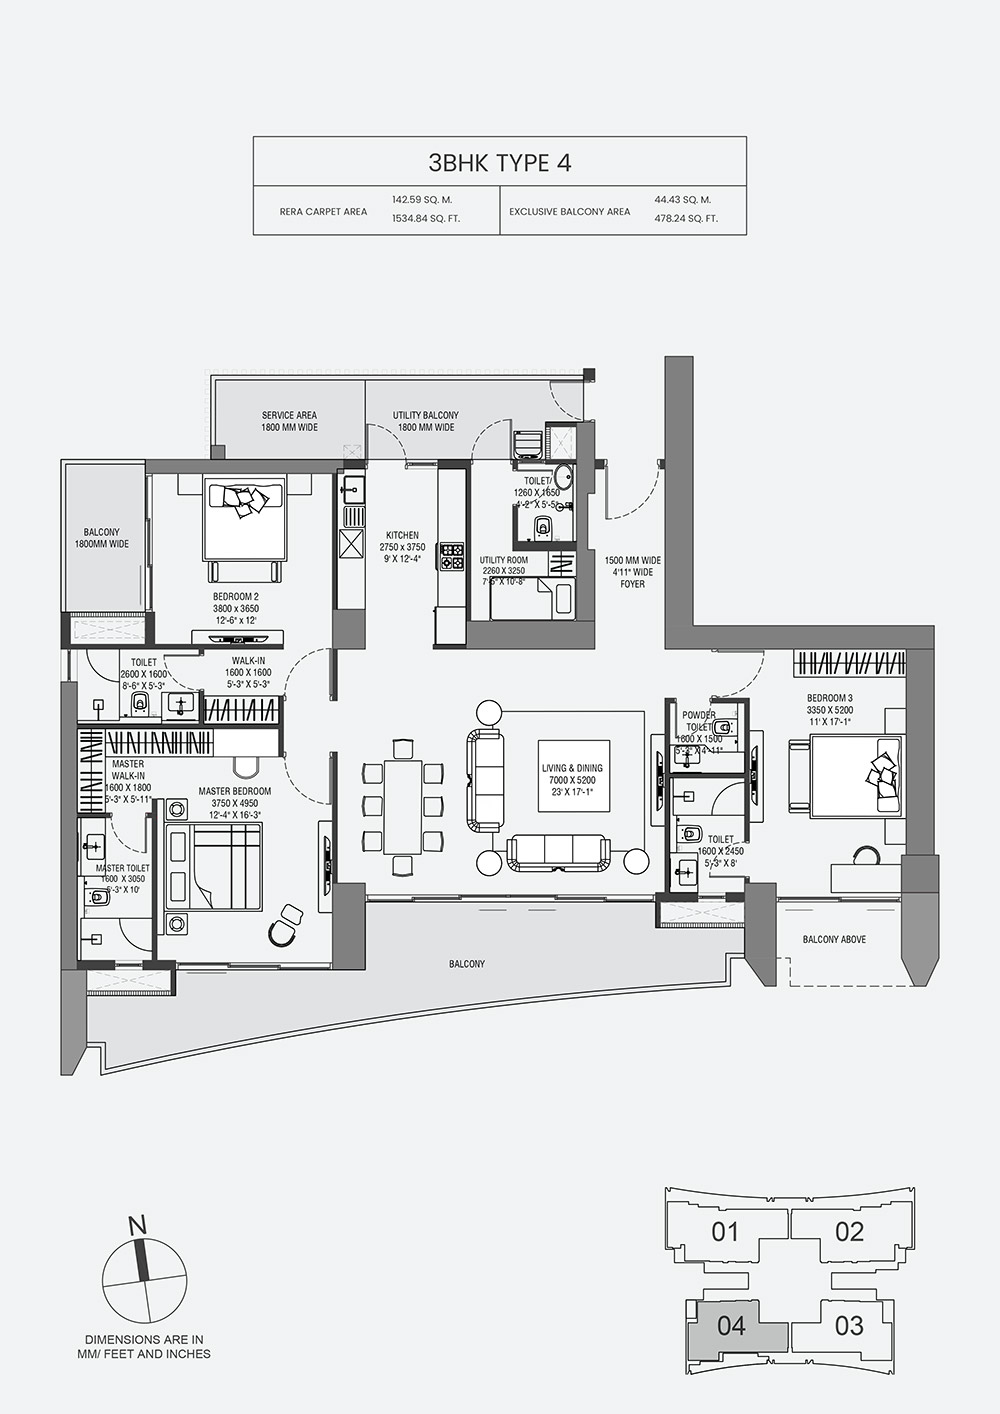 3BHK TYPE 4
RERA CARPET AREA
142.59 SQ. M.
1534.84 SQ. FT.
EXCLUSIVE BALCONY AREA
44.43 SQ. M.
478.24 SQ. FT.
SERVICE AREA
1800 MM WIDE
UTILITY BALCONY
1800 MM WIDE
BALCONY
1800MM WIDE
BEDROOM 2
3800 x 3650
12'-6" x 12'
KITCHEN
2750 x 3750
9' X 12'-4"
TOILET
1260 X 1650
4'-2" X 5'-5"
UTILITY ROOM
2260 X 3250
7'-5" X 10'-8"
1500 MM WIDE
4'11" WIDE
FOYER
TOILET
2600 X 1600
8'-6" X 5'-3"
WALK-IN
1600 X 1600
5'-3" X 5'-3"
POWDER
TOILET
1600 X 1500
5'-3" X 4'-11"
BEDROOM 3
3350 X 5200
11' X 17'-1"
MASTER
WALK-IN
1600 X 1800
5'-3" X 5'-11"
MASTER BEDROOM
3750 X 4950
12'-4" X 16'-3"
LIVING & DINING
7000 X 5200
23' X 17'-1"
TOILET
1600 X 2450
5'-3" X 8'
MASTER TOILET
1600 X 3050
5'-3" X 10'
BALCONY
BALCONY ABOVE
N
DIMENSIONS ARE IN
MM/ FEET AND INCHES
01
02
04
03